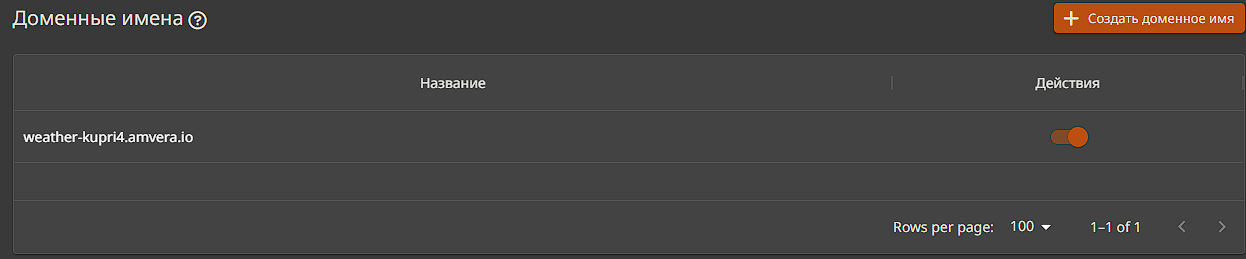 Доменные имена ?
+ Создать доменное имя
Название Действия
weather-kupri4.amvera.io
Rows per page: 100 1–1 of 1